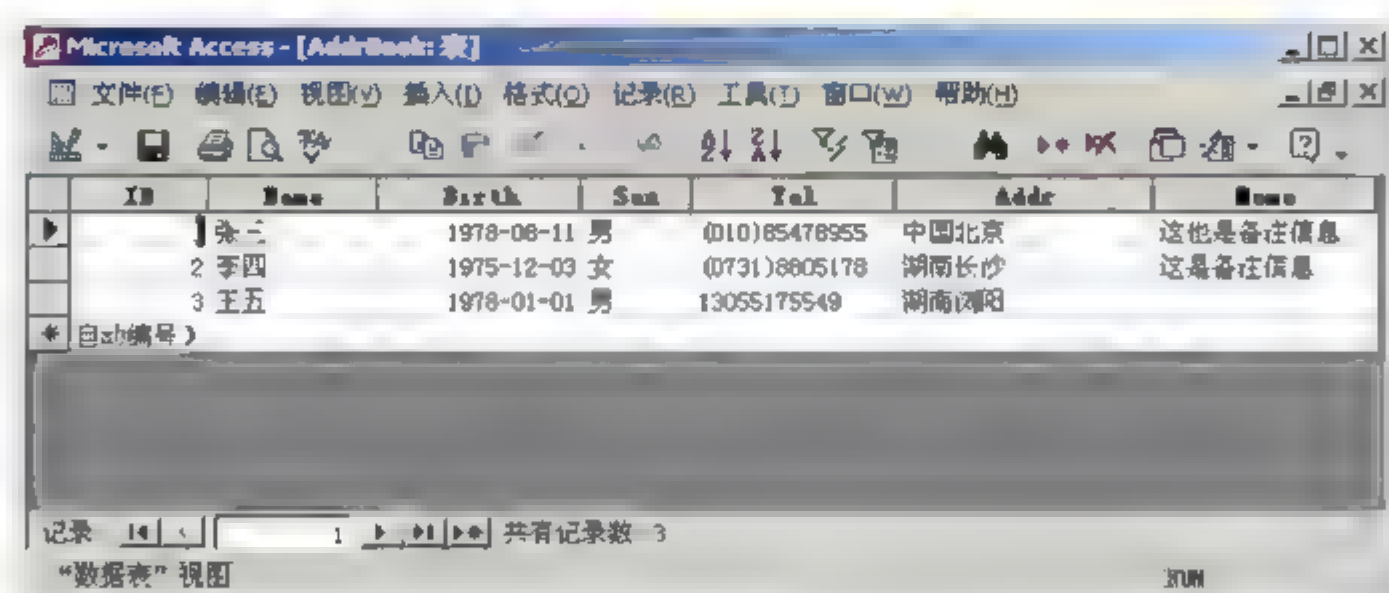 Microsoft Access - [AddrBook: 表]
文件(F) 编辑(E) 视图(V) 插入(I) 格式(O) 记录(R) 工具(T) 窗口(W) 帮助(H)
ID Name Birth Tel Addr
1 张三 1978-08-11 男 (010)85478955 中国北京 这也是备注信息
2 李四 1975-12-03 女 (0731)8805178 湖南长沙 这是备注信息
3 王五 1978-01-01 男 13055175549 湖南浏阳
自动编号)
记录 1 共有记录数 3
“数据表” 视图
NUM